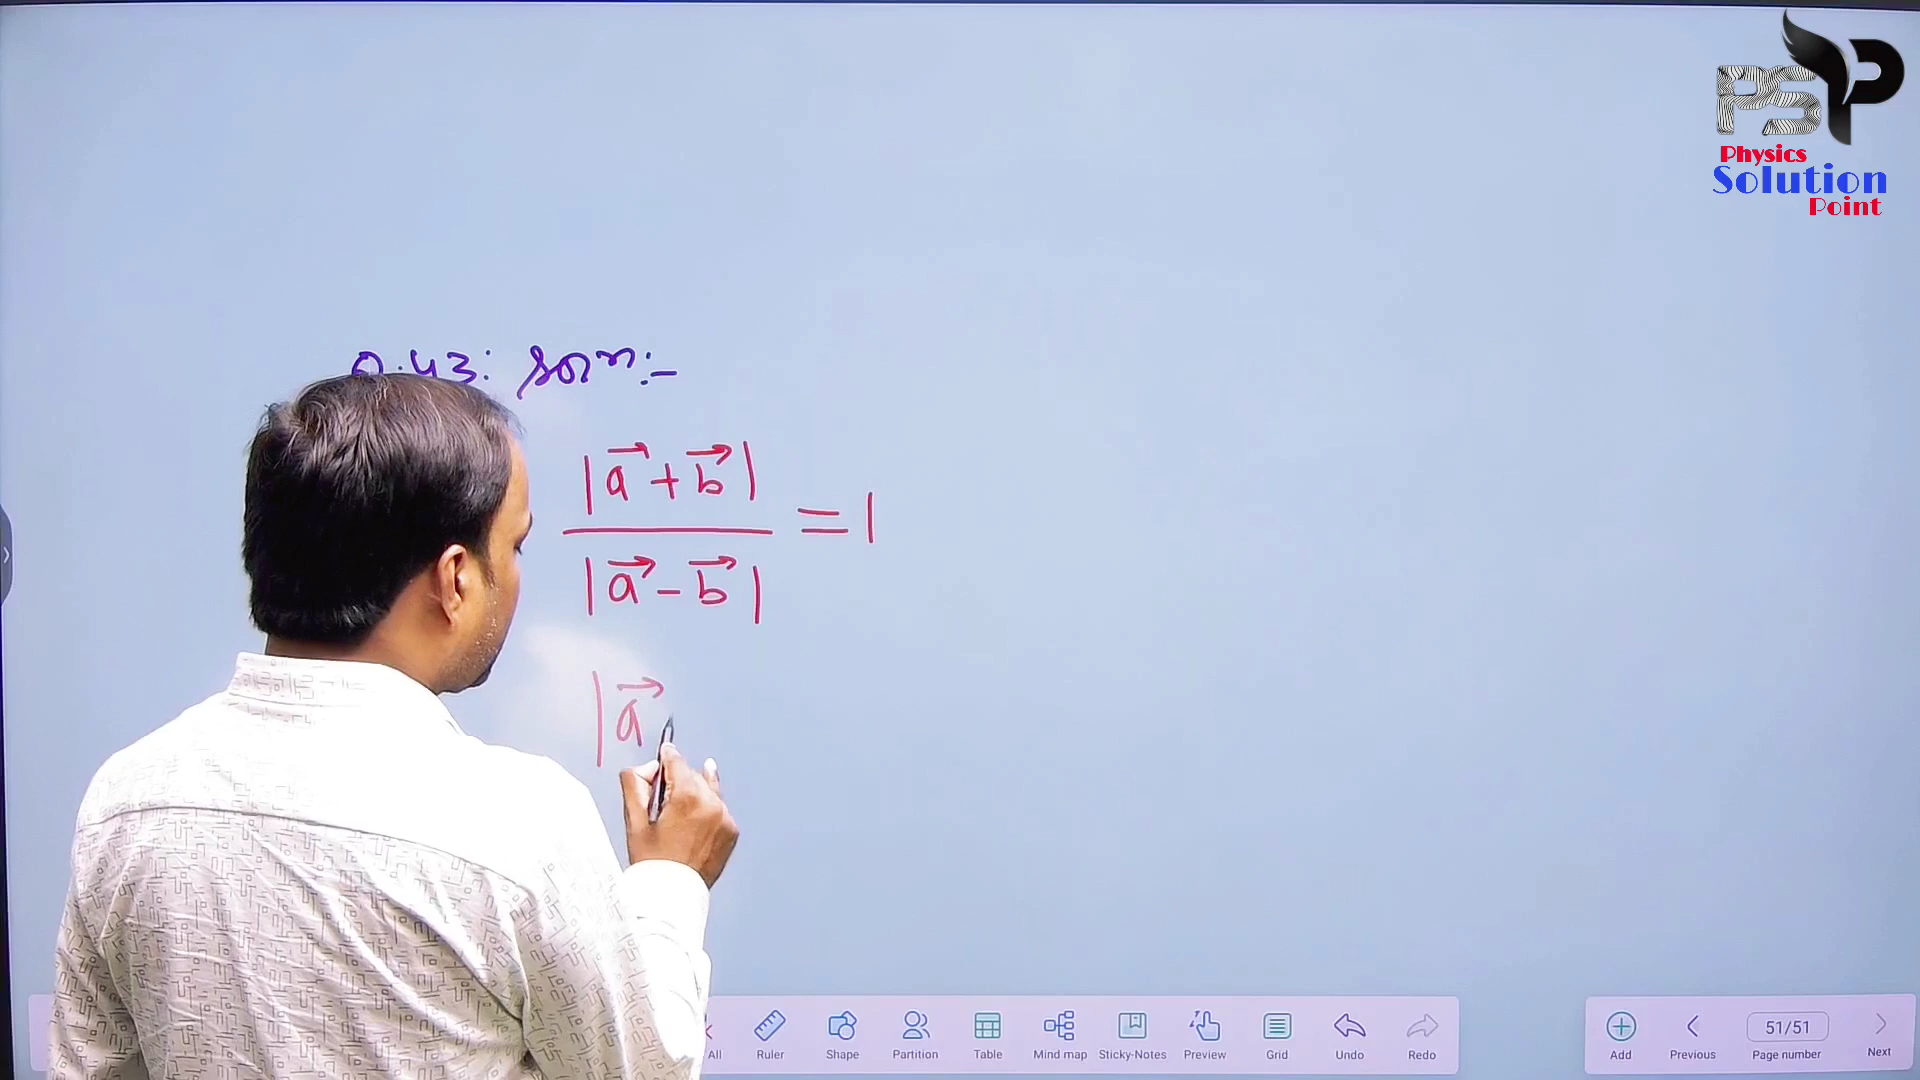 PSP
Physics
Solution
Point
Q.43: Soln:-
|a⃗+b⃗|
———— = 1
|a⃗-b⃗|
|a⃗
All
Ruler
Shape
Partition
Table
Mind map
Sticky-Notes
Preview
Grid
Undo
Redo
Add
Previous
51/51
Page number
Next